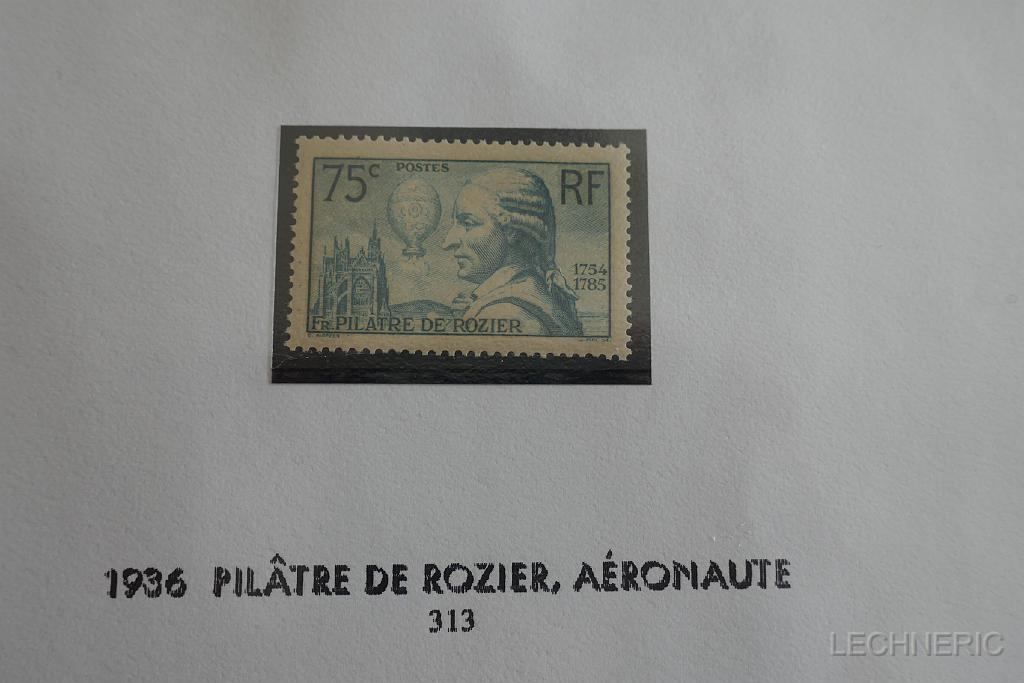 75c POSTES RF
1754
1785
FR. PILATRE DE ROZIER
1936 PILÂTRE DE ROZIER, AÉRONAUTE
313
LECHNERIC